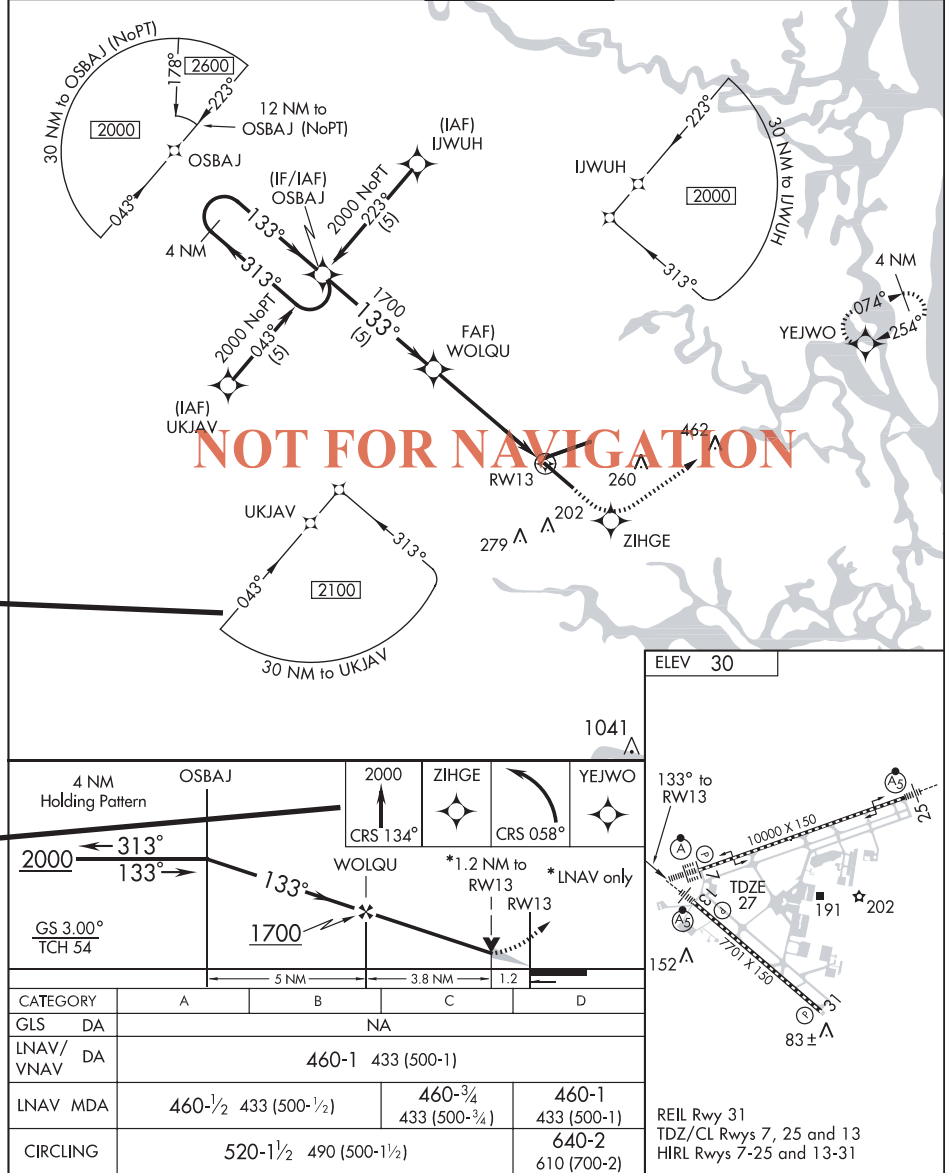 30 NM to OSBAJ (NoPT)
178°
2600
223°
2000
12 NM to
OSBAJ (NoPT)
OSBAJ
043°
(IAF)
IJWUH
(IF/IAF)
OSBAJ
2000 NoPT
223°
(5)
133°
4 NM
313°
2000 NoPT
043°
(5)
(IAF)
UKJAV
1700
133°
(5)
FAF)
WOLQU
223°
IJWUH
2000
30 NM to IJWUH
313°
4 NM
074°
YEJWO
254°
NOT FOR NAVIGATION
462
260
RW13
202
279
ZIHGE
UKJAV
313°
043°
2100
30 NM to UKJAV
1041
ELEV 30
133° to
RW13
A5
25
10000 X 150
A
P
7
TDZE
27
13
P
A5
191
202
152
7701 X 150
31
P
83 ±
REIL Rwy 31
TDZ/CL Rwys 7, 25 and 13
HIRL Rwys 7-25 and 13-31
4 NM
Holding Pattern
OSBAJ
2000
CRS 134°
ZIHGE
CRS 058°
YEJWO
313°
2000
133°
133°
WOLQU
1700
*1.2 NM to
RW13
*LNAV only
RW13
GS 3.00°
TCH 54
5 NM
3.8 NM
1.2
CATEGORY A B C D
GLS DA NA
LNAV/
VNAV DA 460-1 433 (500-1)
LNAV MDA 460-½ 433 (500-½) 460-¾ 433 (500-¾) 460-1 433 (500-1)
CIRCLING 520-1½ 490 (500-1½) 640-2 610 (700-2)